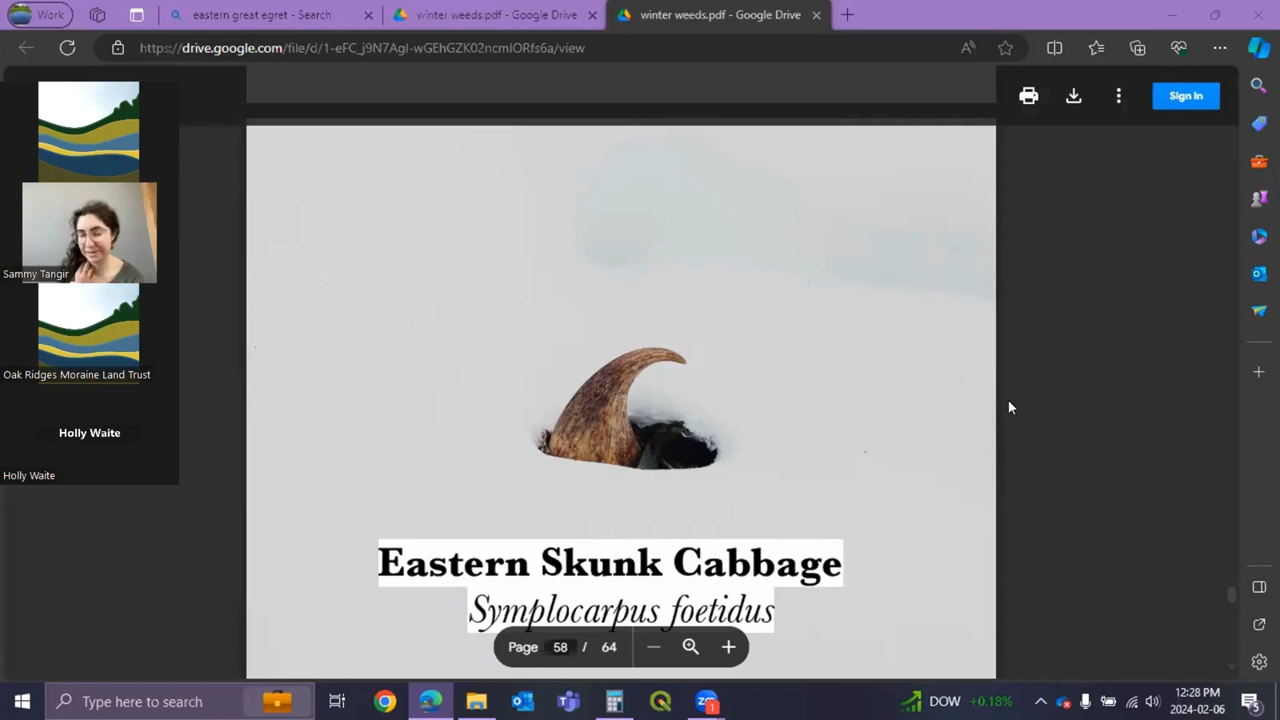 Work
eastern great egret - Search
winter weeds.pdf - Google Drive
winter weeds.pdf - Google Drive
https://drive.google.com/file/d/1-eFC_j9N7AgI-wGEhGZK02ncmlORfs6a/view
Sign In
Sammy Tangir
Oak Ridges Moraine Land Trust
Holly Waite
Holly Waite
Eastern Skunk Cabbage
Symplocarpus foetidus
Page 58 / 64
Type here to search
1
DOW +0.18%
12:28 PM
2024-02-06
5